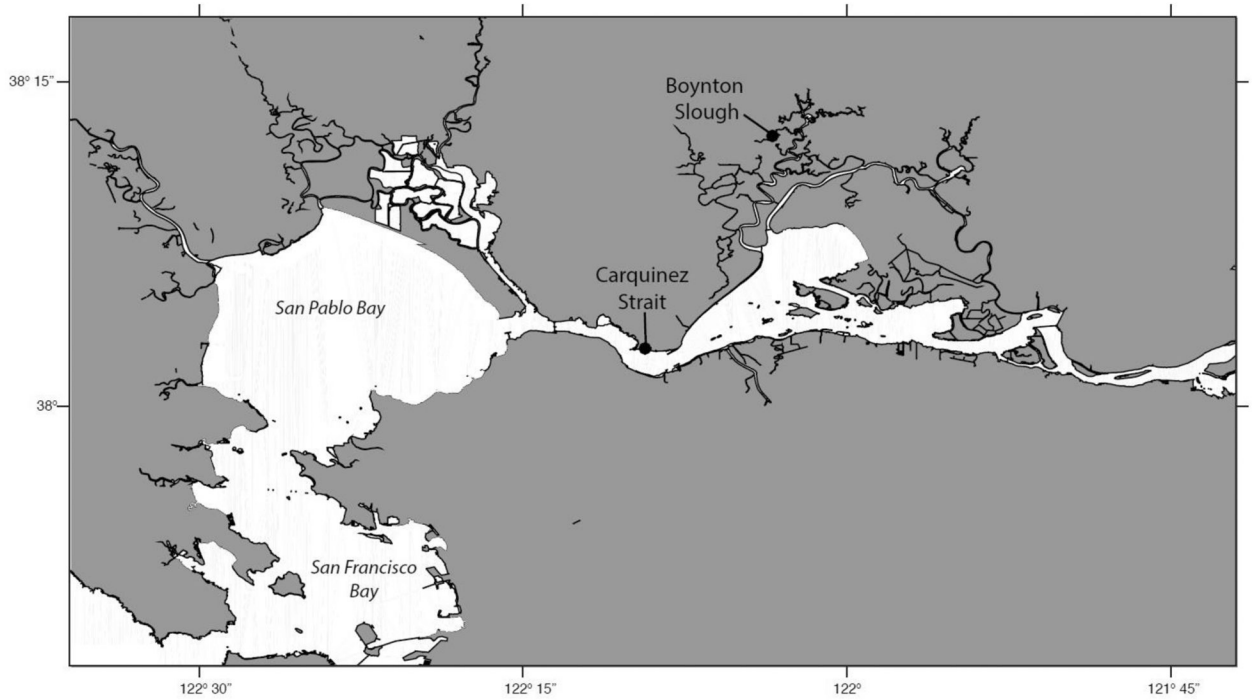 38° 15”
Boynton
Slough
Carquinez
Strait
San Pablo Bay
38°
San Francisco
Bay
122° 30”
122° 15”
122°
121° 45”